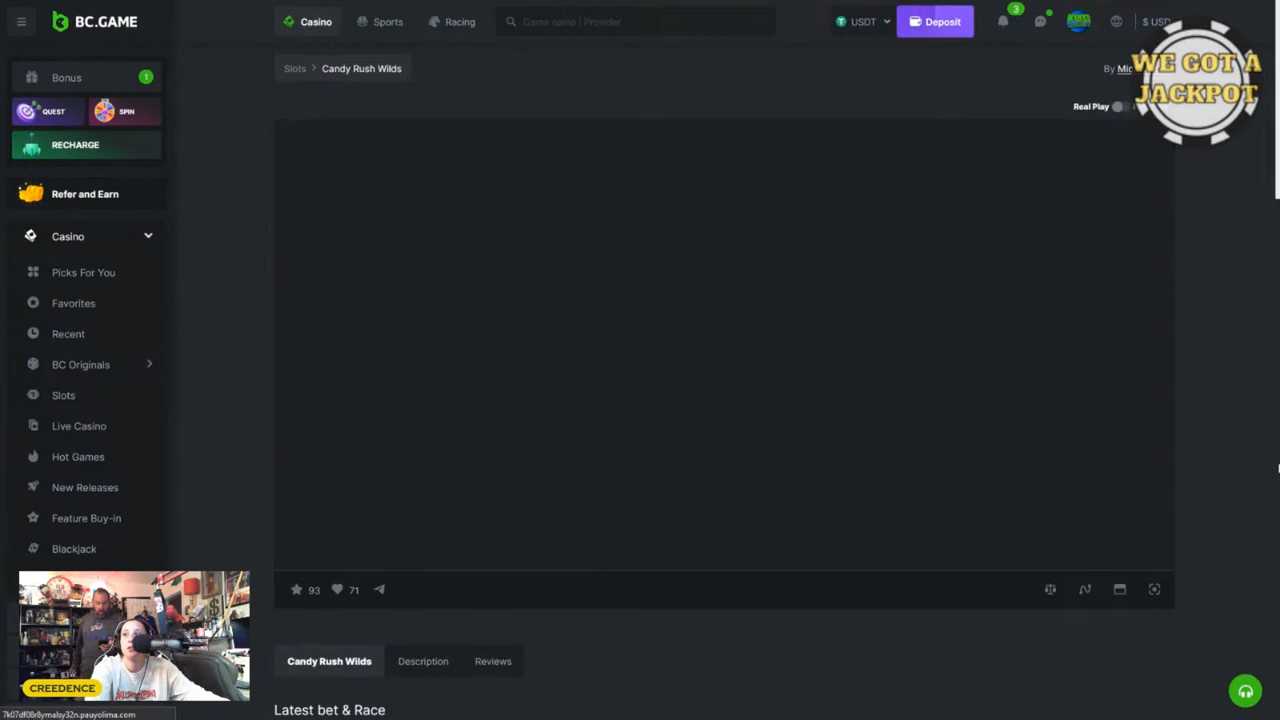 BC.GAME
Casino
Sports
Racing
Game name | Provider
USDT
Deposit
3
$ USD
WE GOT A
JACKPOT
Bonus
1
QUEST
SPIN
RECHARGE
Refer and Earn
Casino
Picks For You
Favorites
Recent
BC Originals
Slots
Live Casino
Hot Games
New Releases
Feature Buy-in
Blackjack
Slots > Candy Rush Wilds
By
Real Play
93
71
Candy Rush Wilds
Description
Reviews
Latest bet & Race
CREEDENCE